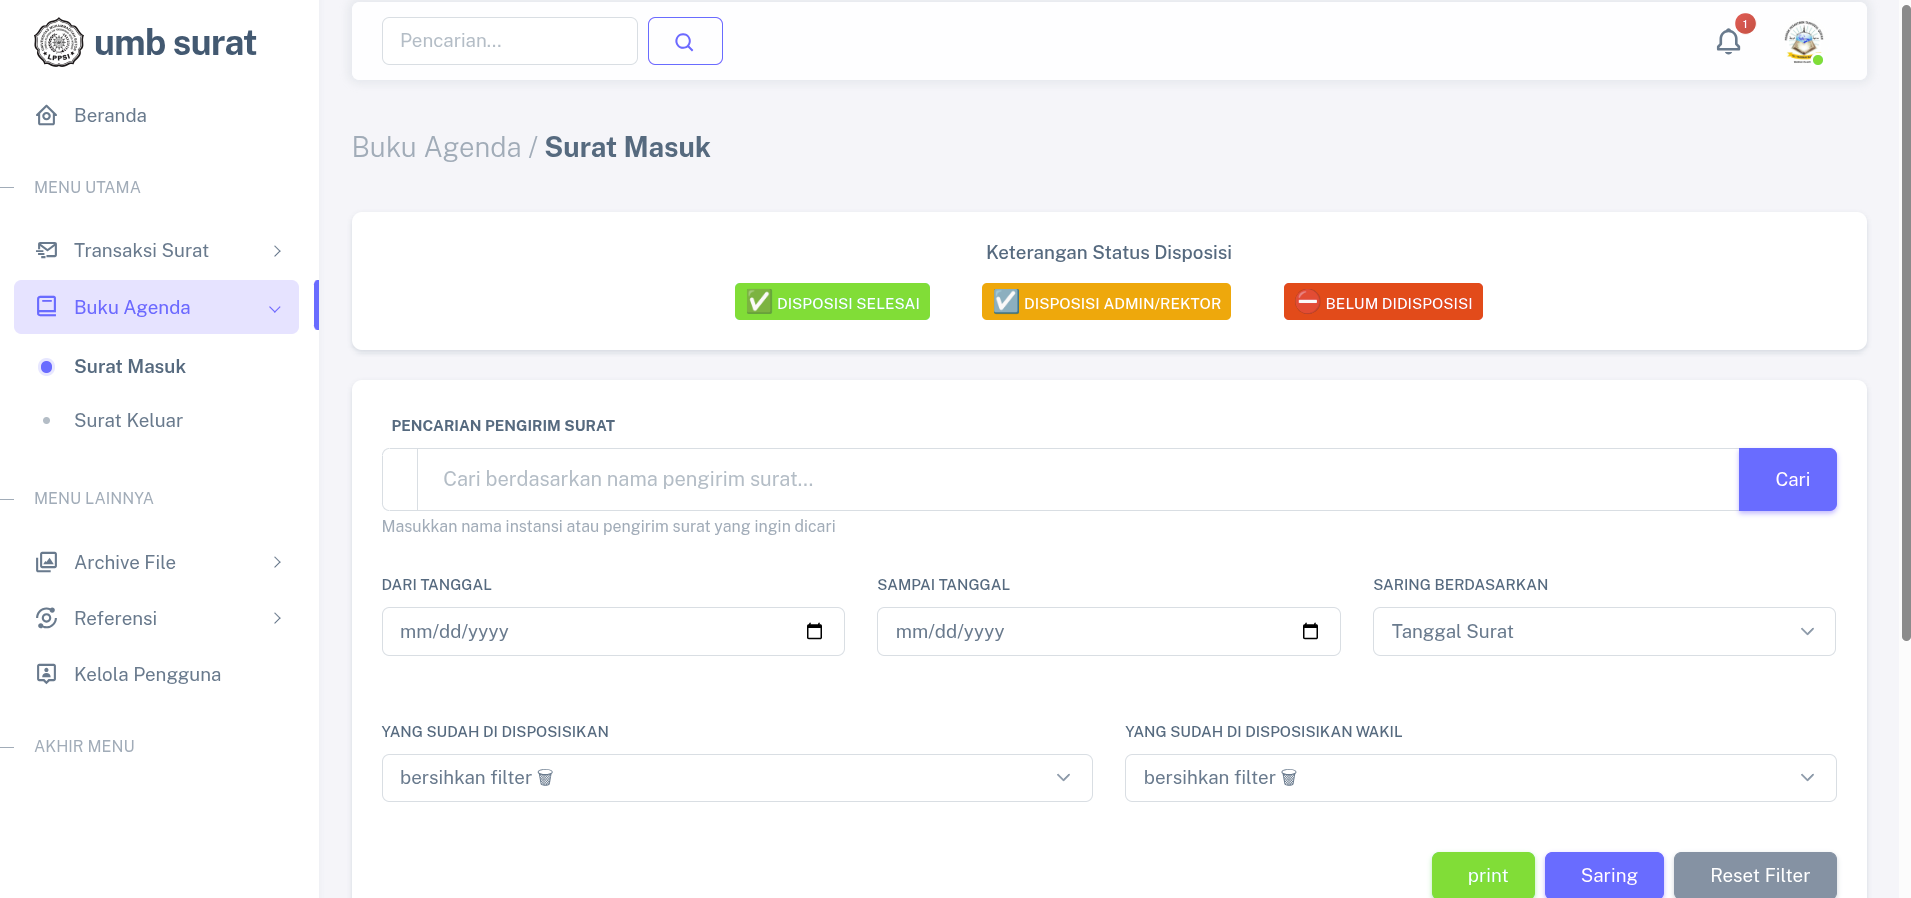 LPPSI
umb surat
Beranda
MENU UTAMA
Transaksi Surat
Buku Agenda
Surat Masuk
Surat Keluar
MENU LAINNYA
Archive File
Referensi
Kelola Pengguna
AKHIR MENU
Pencarian...
1
Buku Agenda / Surat Masuk
Keterangan Status Disposisi
✅ DISPOSISI SELESAI
☑️ DISPOSISI ADMIN/REKTOR
⛔ BELUM DIDISPOSISI
PENCARIAN PENGIRIM SURAT
Cari berdasarkan nama pengirim surat...
Cari
Masukkan nama instansi atau pengirim surat yang ingin dicari
DARI TANGGAL
mm/dd/yyyy
SAMPAI TANGGAL
mm/dd/yyyy
SARING BERDASARKAN
Tanggal Surat
YANG SUDAH DI DISPOSISIKAN
bersihkan filter 🗑
YANG SUDAH DI DISPOSISIKAN WAKIL
bersihkan filter 🗑
print
Saring
Reset Filter